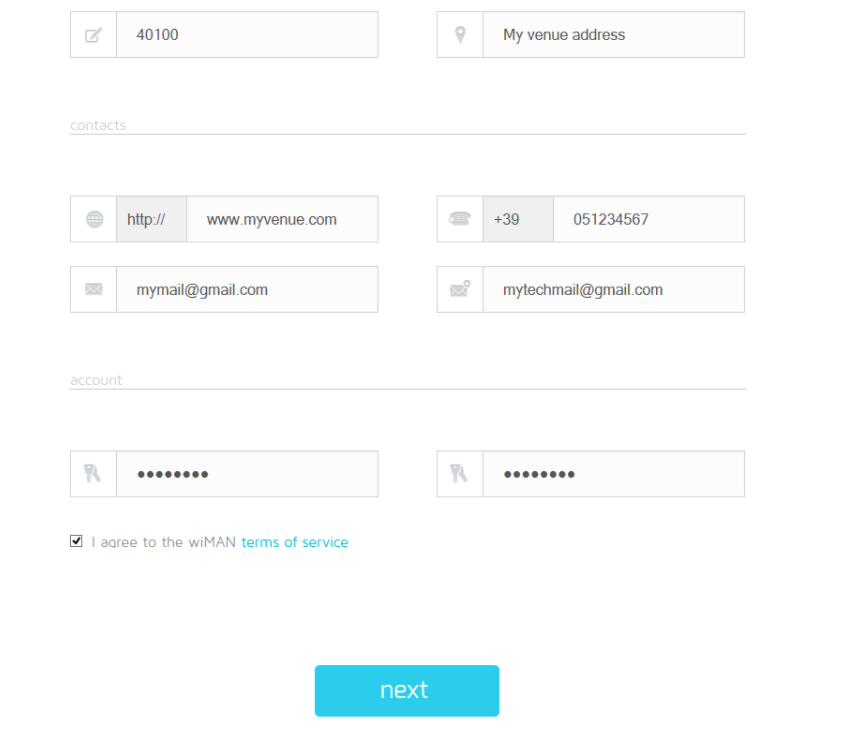 40100
My venue address
contacts
http:// www.myvenue.com
+39 051234567
mymail@gmail.com
mytechmail@gmail.com
account
••••••••
••••••••
I agree to the wiMAN terms of service
next